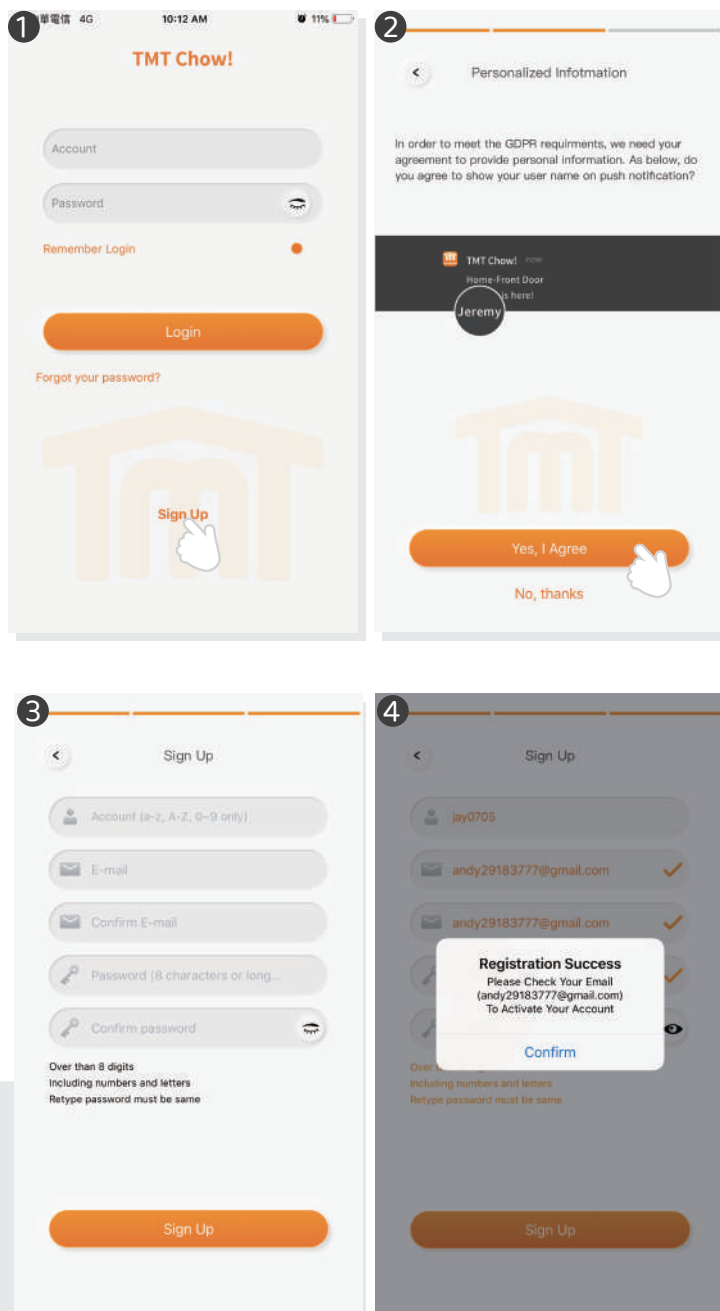 1
華電信 4G 10:12 AM 11%
TMT Chow!
Account
Password
Remember Login
Login
Forgot your password?
Sign Up
2
Personalized Infotmation
In order to meet the GDPR requirments, we need your
agreement to provide personal information. As below, do
you agree to show your user name on push notification?
TMT Chow! now
Home-Front Door
is here!
Jeremy
Yes, I Agree
No, thanks
3
Sign Up
Account (a-z, A-Z, 0~9 only)
E-mail
Confirm E-mail
Password (8 characters or long...
Confirm password
Over than 8 digits
Including numbers and letters
Retype password must be same
Sign Up
4
Sign Up
jay0705
andy29183777@gmail.com
andy29183777@gmail.com
Registration Success
Please Check Your Email
(andy29183777@gmail.com)
To Activate Your Account
Confirm
Over
Including numbers and letters
Retype password must be same
Sign Up